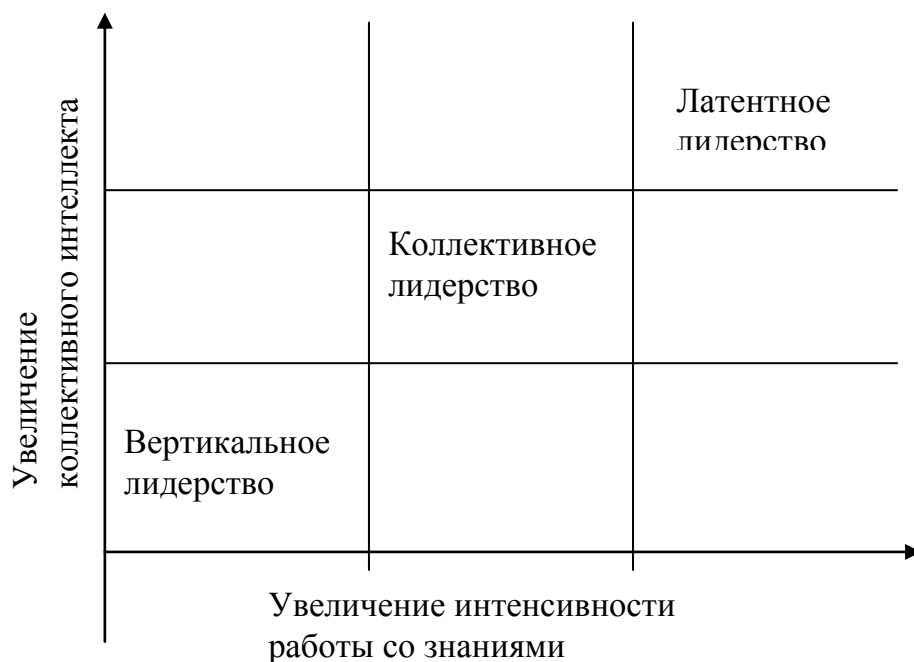 Увеличение
коллективного интеллекта
Латентное
лидерство
Коллективное
лидерство
Вертикальное
лидерство
Увеличение интенсивности
работы со знаниями